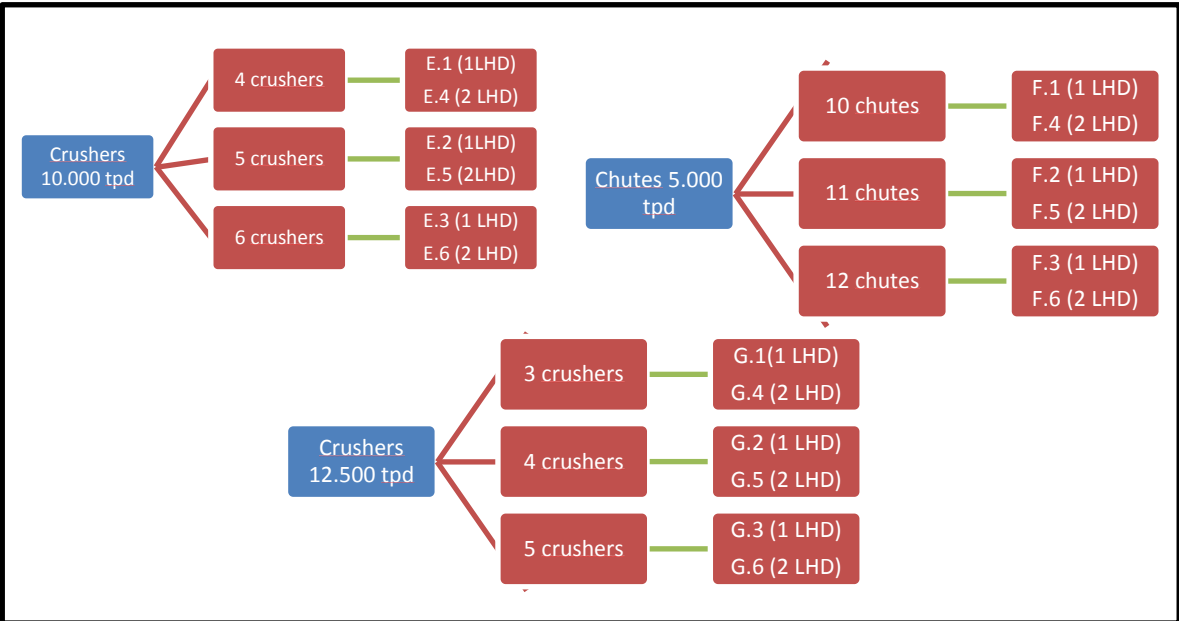 Crushers
10.000 tpd
4 crushers
E.1 (1LHD)
E.4 (2 LHD)
5 crushers
E.2 (1LHD)
E.5 (2LHD)
6 crushers
E.3 (1 LHD)
E.6 (2 LHD)
Chutes 5.000
tpd
10 chutes
F.1 (1 LHD)
F.4 (2 LHD)
11 chutes
F.2 (1 LHD)
F.5 (2 LHD)
12 chutes
F.3 (1 LHD)
F.6 (2 LHD)
Crushers
12.500 tpd
3 crushers
G.1(1 LHD)
G.4 (2 LHD)
4 crushers
G.2 (1 LHD)
G.5 (2 LHD)
5 crushers
G.3 (1 LHD)
G.6 (2 LHD)